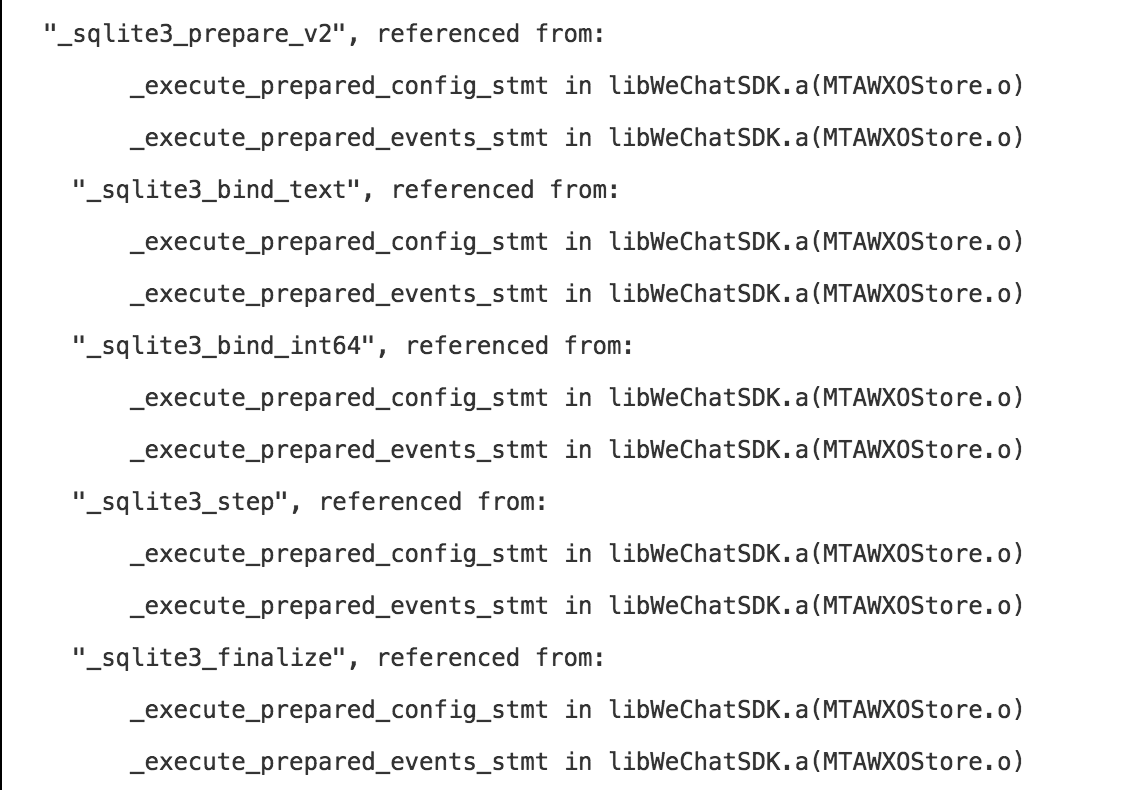 "_sqlite3_prepare_v2", referenced from:
_execute_prepared_config_stmt in libWeChatSDK.a(MTAWXOStore.o)
_execute_prepared_events_stmt in libWeChatSDK.a(MTAWXOStore.o)
"_sqlite3_bind_text", referenced from:
_execute_prepared_config_stmt in libWeChatSDK.a(MTAWXOStore.o)
_execute_prepared_events_stmt in libWeChatSDK.a(MTAWXOStore.o)
"_sqlite3_bind_int64", referenced from:
_execute_prepared_config_stmt in libWeChatSDK.a(MTAWXOStore.o)
_execute_prepared_events_stmt in libWeChatSDK.a(MTAWXOStore.o)
"_sqlite3_step", referenced from:
_execute_prepared_config_stmt in libWeChatSDK.a(MTAWXOStore.o)
_execute_prepared_events_stmt in libWeChatSDK.a(MTAWXOStore.o)
"_sqlite3_finalize", referenced from:
_execute_prepared_config_stmt in libWeChatSDK.a(MTAWXOStore.o)
_execute_prepared_events_stmt in libWeChatSDK.a(MTAWXOStore.o)